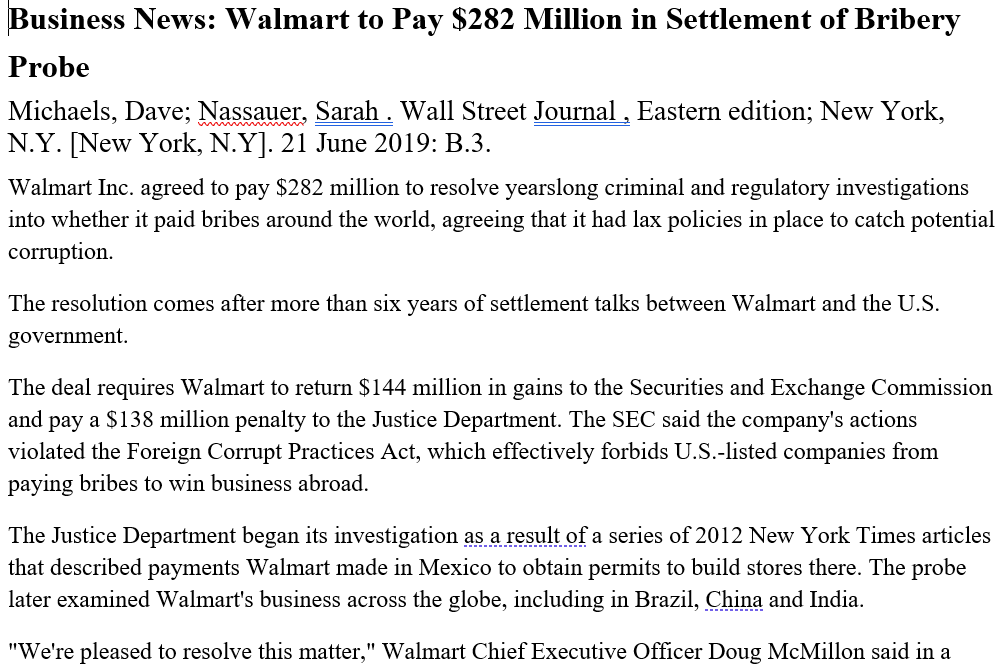 Business News: Walmart to Pay $282 Million in Settlement of Bribery
Probe
Michaels, Dave; Nassauer, Sarah . Wall Street Journal , Eastern edition; New York,
N.Y. [New York, N.Y]. 21 June 2019: B.3.
Walmart Inc. agreed to pay $282 million to resolve yearslong criminal and regulatory investigations
into whether it paid bribes around the world, agreeing that it had lax policies in place to catch potential
corruption.
The resolution comes after more than six years of settlement talks between Walmart and the U.S.
government.
The deal requires Walmart to return $144 million in gains to the Securities and Exchange Commission
and pay a $138 million penalty to the Justice Department. The SEC said the company's actions
violated the Foreign Corrupt Practices Act, which effectively forbids U.S.-listed companies from
paying bribes to win business abroad.
The Justice Department began its investigation as a result of a series of 2012 New York Times articles
that described payments Walmart made in Mexico to obtain permits to build stores there. The probe
later examined Walmart's business across the globe, including in Brazil, China and India.
"We're pleased to resolve this matter," Walmart Chief Executive Officer Doug McMillon said in a